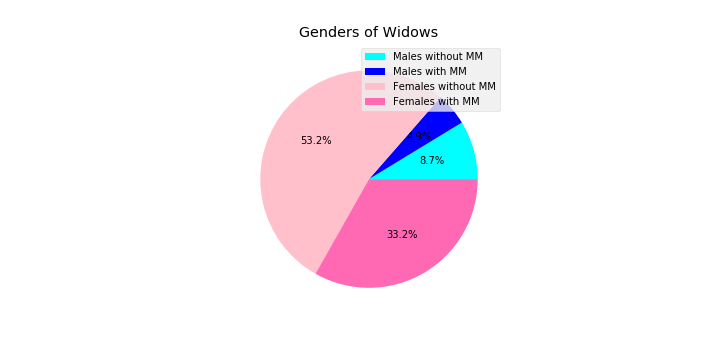 Genders of Widows
Males without MM
Males with MM
Females without MM
Females with MM
53.2%
8.7%
33.2%